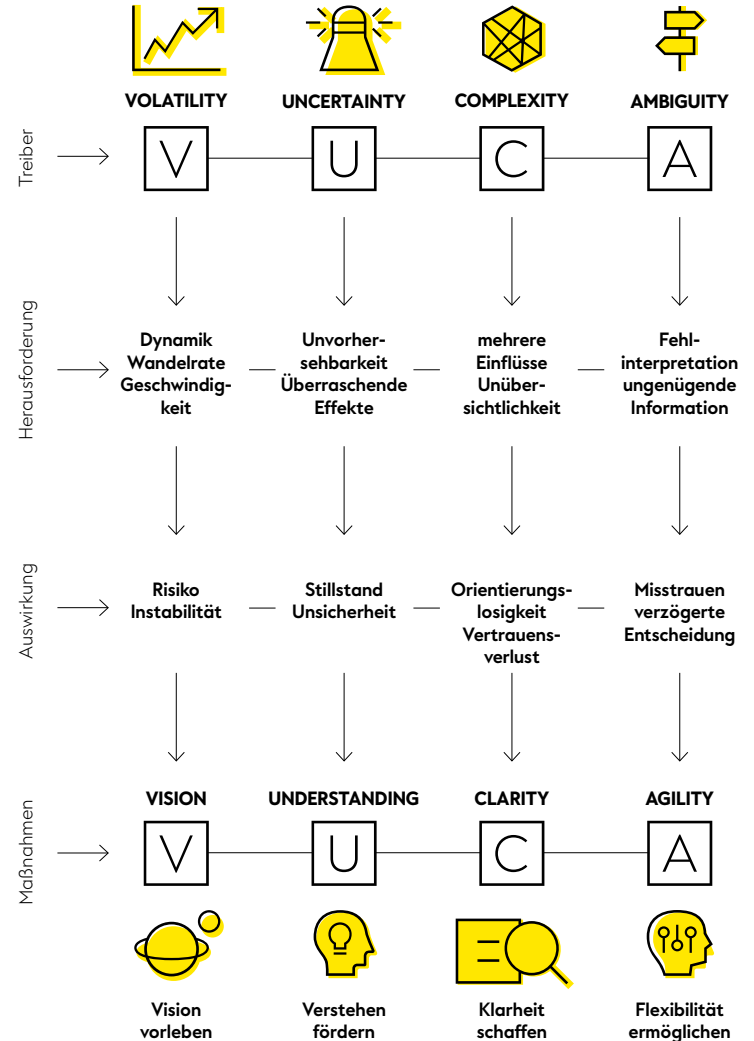 VOLATILITY UNCERTAINTY COMPLEXITY AMBIGUITY
Treiber
V U C A
Herausforderung
Dynamik
Wandelrate
Geschwindig-
keit
Unvorher-
sehbarkeit
Überraschende
Effekte
mehrere
Einflüsse
Unüber-
sichtlichkeit
Fehl-
interpretation
ungenügende
Information
Auswirkung
Risiko
Instabilität
Stillstand
Unsicherheit
Orientierungs-
losigkeit
Vertrauens-
verlust
Misstrauen
verzögerte
Entscheidung
VISION UNDERSTANDING CLARITY AGILITY
Maßnahmen
V U C A
Vision
vorleben
Verstehen
fördern
Klarheit
schaffen
Flexibilität
ermöglichen